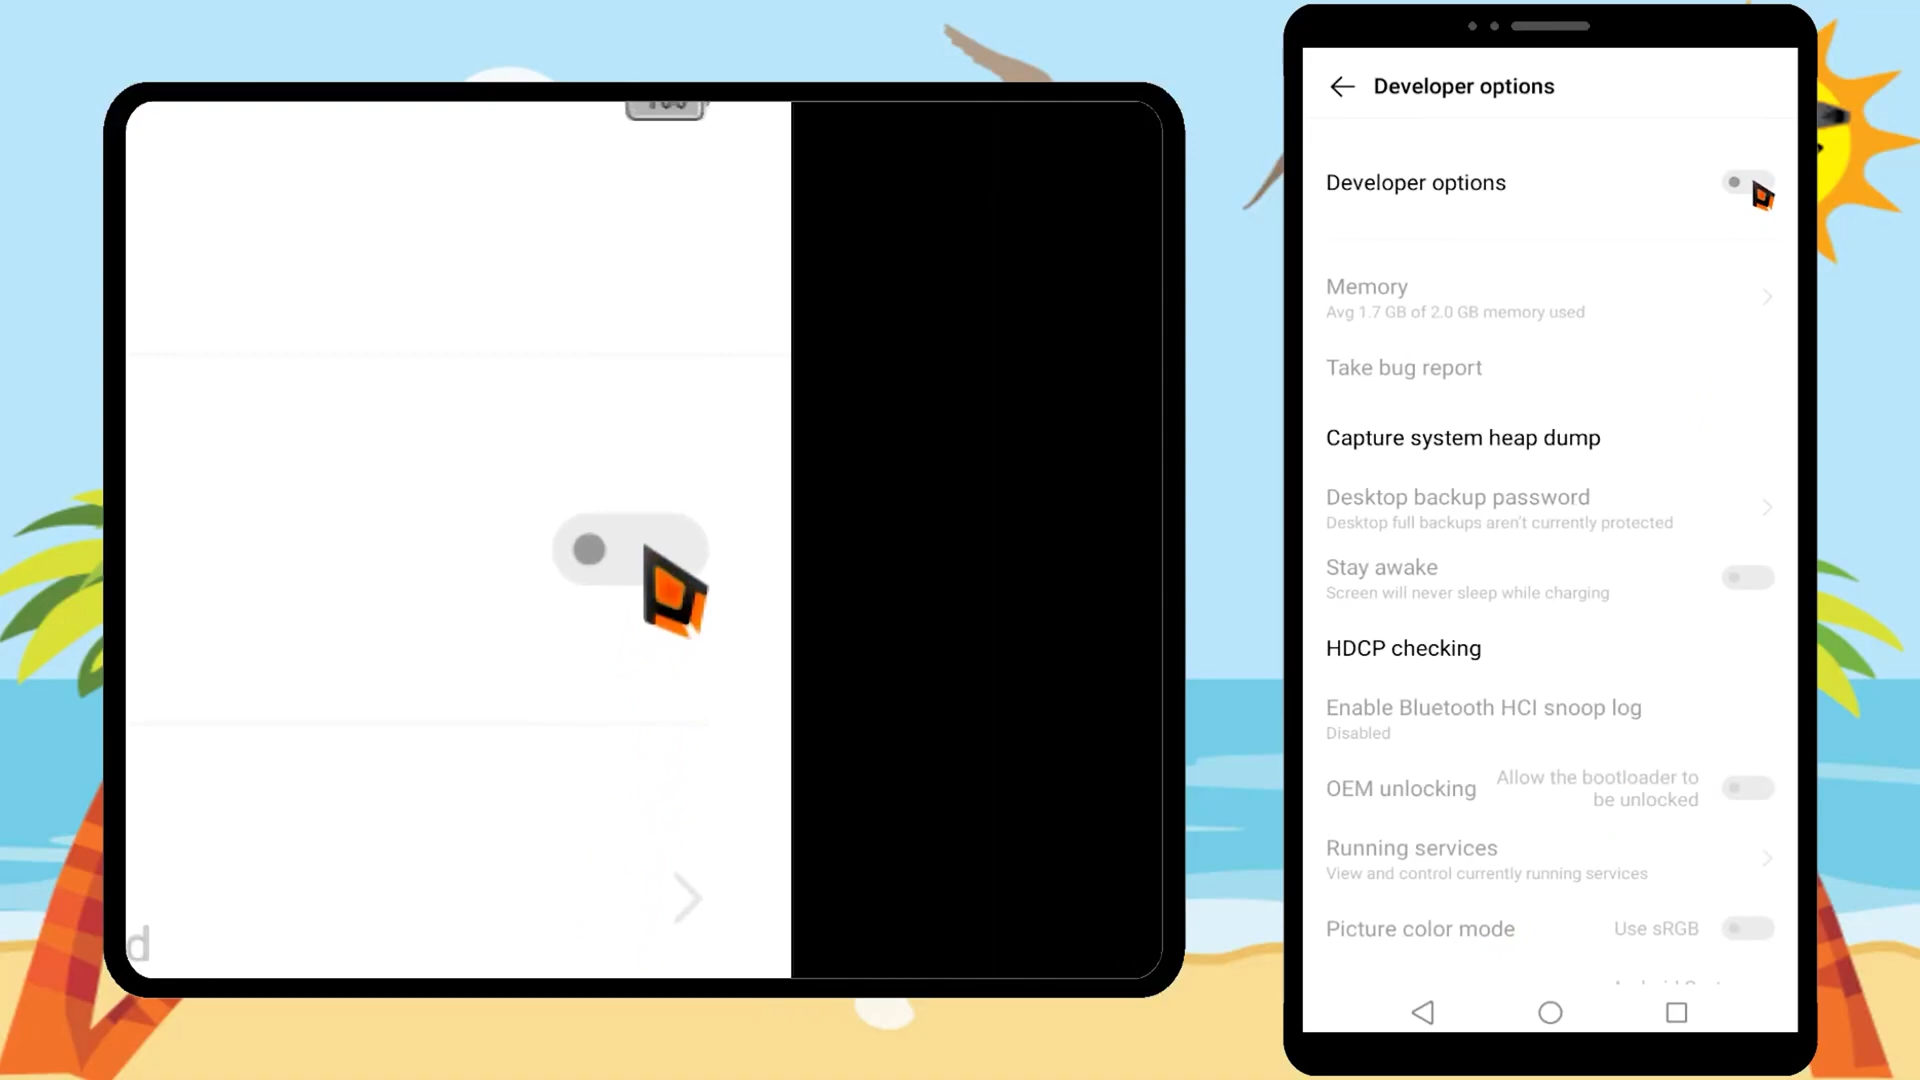 d
Developer options
Developer options
Memory
Avg 1.7 GB of 2.0 GB memory used
Take bug report
Capture system heap dump
Desktop backup password
Desktop full backups aren't currently protected
Stay awake
Screen will never sleep while charging
HDCP checking
Enable Bluetooth HCI snoop log
Disabled
OEM unlocking
Allow the bootloader to
be unlocked
Running services
View and control currently running services
Picture color mode
Use sRGB